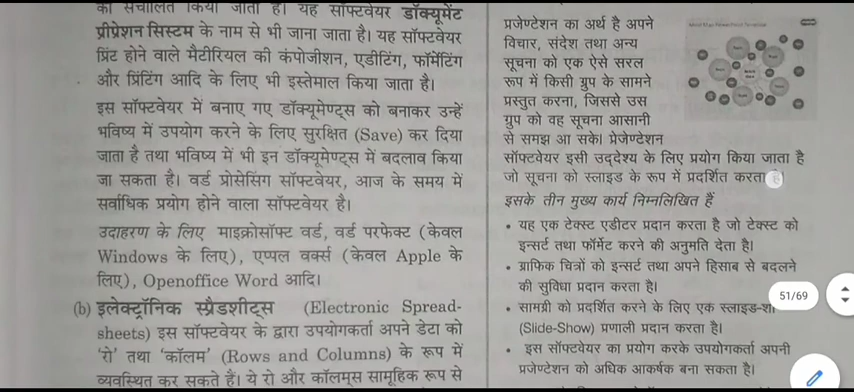 को संचालित किया जाता है। यह सॉफ्टवेयर डॉक्यूमेंट
प्रीप्रेशन सिस्टम के नाम से भी जाना जाता है। यह सॉफ्टवेयर
प्रिंट होने वाले मैटीरियल की कंपोजीशन, एडीटिंग, फॉर्मेटिंग
और प्रिंटिंग आदि के लिए भी इस्तेमाल किया जाता है।
इस सॉफ्टवेयर में बनाए गए डॉक्यूमेण्ट्स को बनाकर उन्हें
भविष्य में उपयोग करने के लिए सुरक्षित (Save) कर दिया
जाता है तथा भविष्य में भी इन डॉक्यूमेण्ट्स में बदलाव किया
जा सकता है। वर्ड प्रोसेसिंग सॉफ्टवेयर, आज के समय में
सर्वाधिक प्रयोग होने वाला सॉफ्टवेयर है।
उदाहरण के लिए माइक्रोसॉफ्ट वर्ड, वर्ड परफेक्ट (केवल
Windows के लिए), एप्पल वर्क्स (केवल Apple के
लिए), Openoffice Word आदि।
(b) इलेक्ट्रॉनिक स्प्रैडशीट्स (Electronic Spread-
sheets) इस सॉफ्टवेयर के द्वारा उपयोगकर्ता अपने डेटा को
'रो' तथा 'कॉलम' (Rows and Columns) के रूप में
व्यवस्थित कर सकते हैं। ये रो और कॉलम्स सामूहिक रूप से
प्रजेण्टेशन का अर्थ है अपने
विचार, संदेश तथा अन्य
सूचना को एक ऐसे सरल
रूप में किसी ग्रुप के सामने
प्रस्तुत करना, जिससे उस
ग्रुप को वह सूचना आसानी
से समझ आ सके। प्रेजेण्टेशन
सॉफ्टवेयर इसी उद्देश्य के लिए प्रयोग किया जाता है
जो सूचना को स्लाइड के रूप में प्रदर्शित करता है।
इसके तीन मुख्य कार्य निम्नलिखित हैं
• यह एक टेक्स्ट एडीटर प्रदान करता है जो टेक्स्ट को
इन्सर्ट तथा फॉर्मेट करने की अनुमति देता है।
• ग्राफिक चित्रों को इन्सर्ट तथा अपने हिसाब से बदलने
की सुविधा प्रदान करता है।
51/69
• सामग्री को प्रदर्शित करने के लिए एक स्लाइड-शो
(Slide-Show) प्रणाली प्रदान करता है।
• इस सॉफ्टवेयर का प्रयोग करके उपयोगकर्ता अपनी
प्रजेण्टेशन को अधिक आकर्षक बना सकता है।